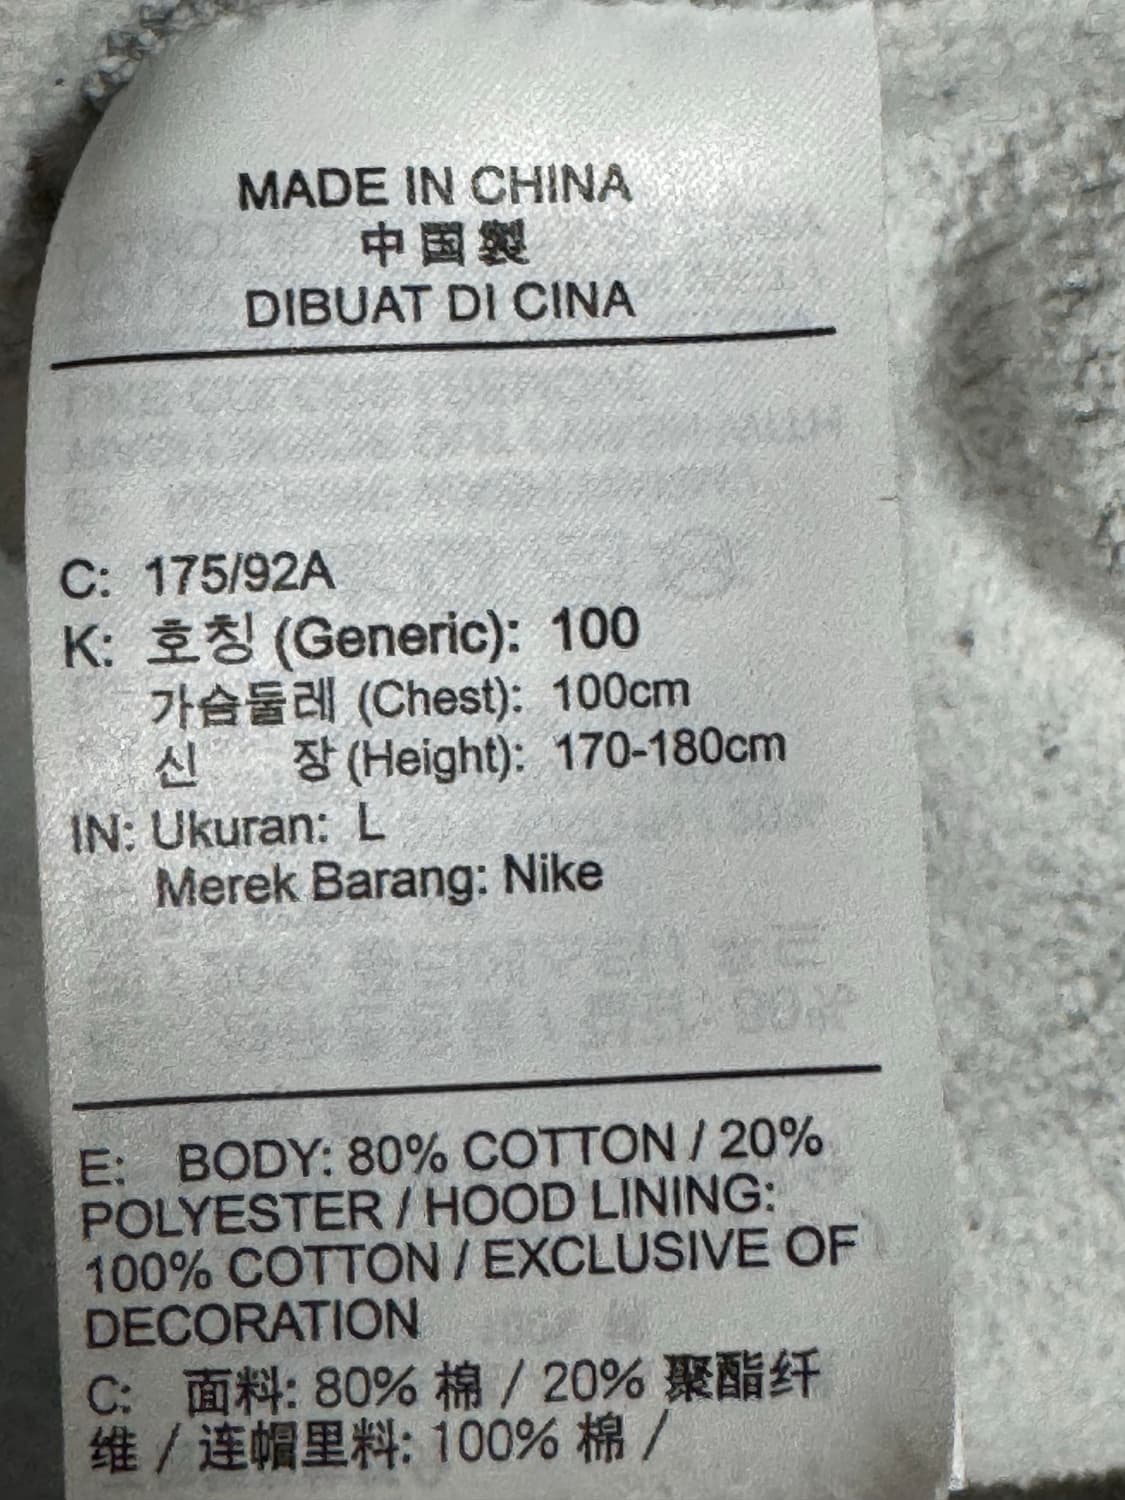 MADE IN CHINA
中国製
DIBUAT DI CINA
C: 175/92A
K: 호칭 (Generic): 100
가슴둘레 (Chest): 100cm
신 장 (Height): 170-180cm
IN: Ukuran: L
Merek Barang: Nike
E: BODY: 80% COTTON / 20%
POLYESTER / HOOD LINING:
100% COTTON / EXCLUSIVE OF
DECORATION
C: 面料: 80% 棉 / 20% 聚酯纤
维 / 连帽里料: 100% 棉 /